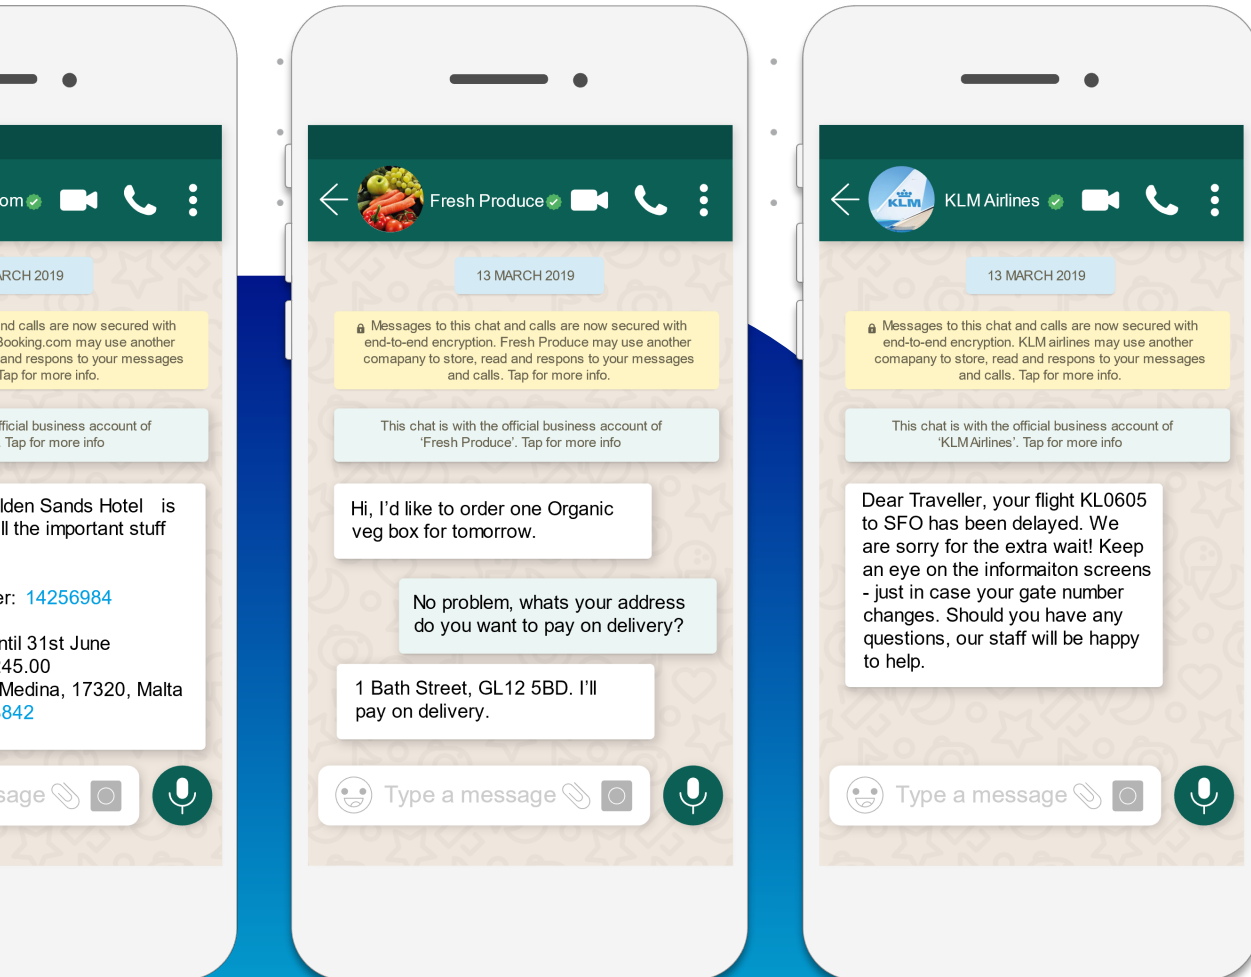 om
ARCH 2019
nd calls are now secured with
Booking.com may use another
and respons to your messages
Tap for more info.
fficial business account of
. Tap for more info
lden Sands Hotel is
ll the important stuff
er: 14256984
ntil 31st June
45.00
Medina, 17320, Malta
842
sage
Fresh Produce
13 MARCH 2019
Messages to this chat and calls are now secured with
end-to-end encryption. Fresh Produce may use another
comapany to store, read and respons to your messages
and calls. Tap for more info.
This chat is with the official business account of
‘Fresh Produce’. Tap for more info
Hi, I’d like to order one Organic
veg box for tomorrow.
No problem, whats your address
do you want to pay on delivery?
1 Bath Street, GL12 5BD. I’ll
pay on delivery.
Type a message
KLM
KLM Airlines
13 MARCH 2019
Messages to this chat and calls are now secured with
end-to-end encryption. KLM airlines may use another
comapany to store, read and respons to your messages
and calls. Tap for more info.
This chat is with the official business account of
‘KLM Airlines’. Tap for more info
Dear Traveller, your flight KL0605
to SFO has been delayed. We
are sorry for the extra wait! Keep
an eye on the informaiton screens
- just in case your gate number
changes. Should you have any
questions, our staff will be happy
to help.
Type a message